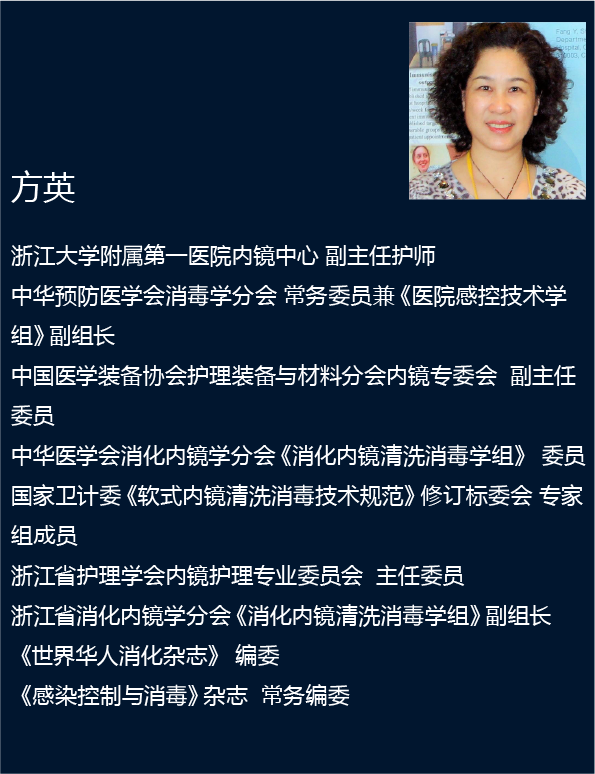 方英
浙江大学附属第一医院内镜中心 副主任护师
中华预防医学会消毒学分会 常务委员兼《医院感控技术学
组》副组长
中国医学装备协会护理装备与材料分会内镜专委会 副主任
委员
中华医学会消化内镜学分会《消化内镜清洗消毒学组》 委员
国家卫计委《软式内镜清洗消毒技术规范》修订标委会 专家
组成员
浙江省护理学会内镜护理专业委员会 主任委员
浙江省消化内镜学分会《消化内镜清洗消毒学组》副组长
《世界华人消化杂志》 编委
《感染控制与消毒》杂志 常务编委